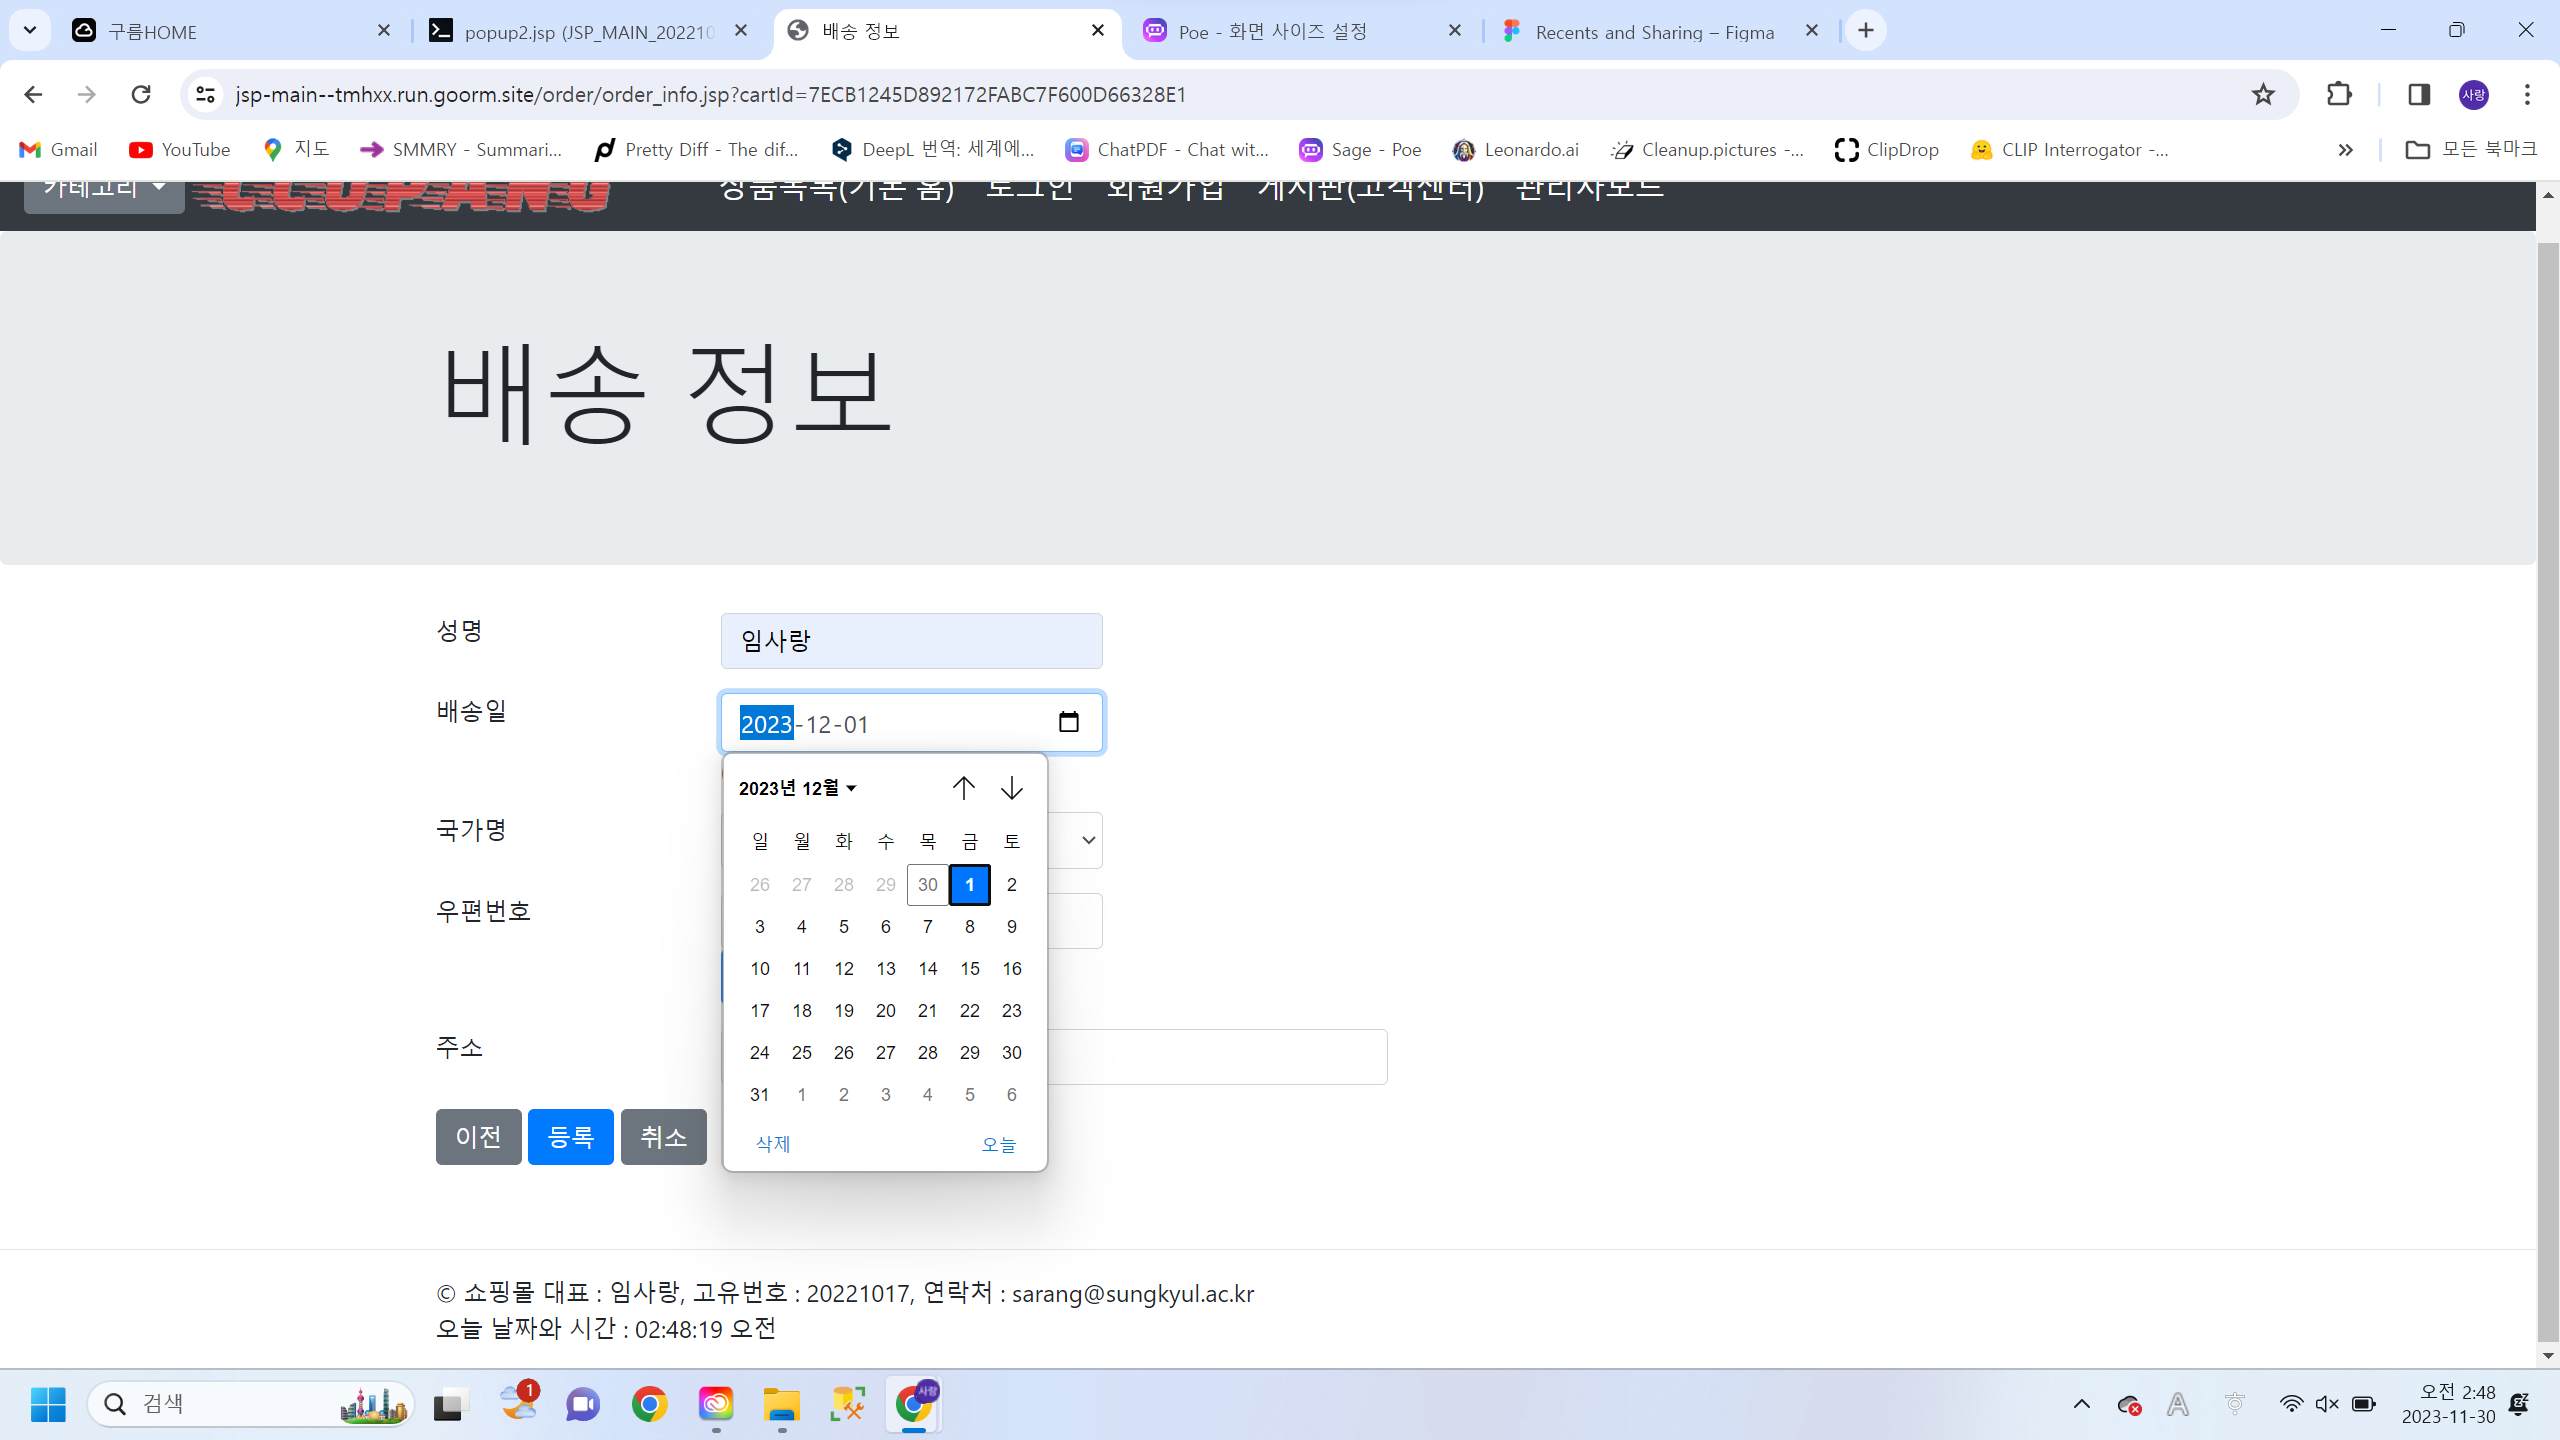 구름HOME
popup2.jsp (JSP_MAIN_202210
배송 정보
Poe - 화면 사이즈 설정
Recents and Sharing – Figma
jsp-main--tmhxx.run.goorm.site/order/order_info.jsp?cartId=7ECB1245D892172FABC7F600D66328E1
사랑
Gmail
YouTube
지도
SMMRY - Summari...
Pretty Diff - The dif...
DeepL 번역: 세계에...
ChatPDF - Chat wit...
Sage - Poe
Leonardo.ai
Cleanup.pictures -...
ClipDrop
CLIP Interrogator -...
모든 북마크
카테고리
CCUPANG
상품목록(기본 홈) 로그인 회원가입 게시판(고객센터) 관리자모드
배송 정보
성명
임사랑
배송일
2023-12-01
2023년 12월
일 월 화 수 목 금 토
26 27 28 29 30 1 2
3 4 5 6 7 8 9
10 11 12 13 14 15 16
17 18 19 20 21 22 23
24 25 26 27 28 29 30
31 1 2 3 4 5 6
삭제 오늘
국가명
우편번호
주소
이전 등록 취소
© 쇼핑몰 대표 : 임사랑, 고유번호 : 20221017, 연락처 : sarang@sungkyul.ac.kr
오늘 날짜와 시간 : 02:48:19 오전
검색
1
사랑
A
오전 2:48
2023-11-30